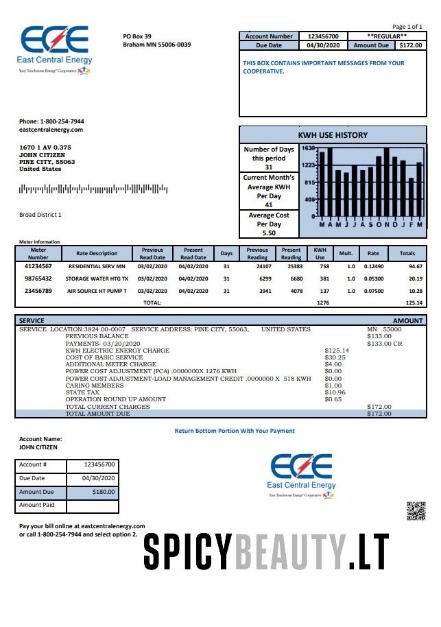 Page 1 of 1
ECE
East Central Energy
Your Touchstone Energy® Cooperative
PO Box 39
Braham MN 55006-0039
Account Number 123456700 **REGULAR**
Due Date 04/30/2020 Amount Due $172.00
THIS BOX CONTAINS IMPORTANT MESSAGES FROM YOUR
COOPERATIVE.
Phone: 1-800-254-7944
eastcentralenergy.com
1670 1 AV 0.375
JOHN CITIZEN
PINE CITY, 55063
United States
Broad District 1
KWH USE HISTORY
Number of Days
this period
31
Current Month's
Average KWH
Per Day
41
Average Cost
Per Day
5.50
1630
1224
816
408
0
M A M J J A S O N D J F M A
Meter Information
Meter Number Rate Description Previous Read Date Present Read Date Days Previous Reading Present Reading KWH Use Mult. Rate Totals
41234567 RESIDENTIAL SERV MN 03/02/2020 04/02/2020 31 24107 25383 758 1.0 0.12490 94.67
98765432 STORAGE WATER HTG TX 03/02/2020 04/02/2020 31 6299 6680 381 1.0 0.05300 20.19
23456789 AIR SOURCE HT PUMP T 03/02/2020 04/02/2020 31 3941 4078 137 1.0 0.07500 10.28
TOTAL: 1276 125.14
SERVICE AMOUNT
SERVICE LOCATION:3824 00-0007 SERVICE ADDRESS: PINE CITY, 55063, UNITED STATES MN 55000
PREVIOUS BALANCE $133.00
PAYMENTS- 03/20/2020 $133.00 CR
KWH ELECTRIC ENERGY CHARGE $125.14
COST OF BASIC SERVICE $30.25
ADDITIONAL METER CHARGE $4.00
POWER COST ADJUSTMENT (PCA) .0000000X 1276 KWH $0.00
POWER COST ADJUSTMENT-LOAD MANAGEMENT CREDIT .0000000 X 518 KWH $0.00
CARING MEMBERS $1.00
STATE TAX $10.96
OPERATION ROUND UP AMOUNT $0.65
TOTAL CURRENT CHARGES $172.00
TOTAL AMOUNT DUE $172.00
Return Bottom Portion With Your Payment
Account Name:
JOHN CITIZEN
Account # 123456700
Due Date 04/30/2020
Amount Due $180.00
Amount Paid
ECE
East Central Energy
Your Touchstone Energy® Cooperative
Pay your bill online at eastcentralenergy.com
or call 1-800-254-7944 and select option 2.
SPICYBEAUTY.LT